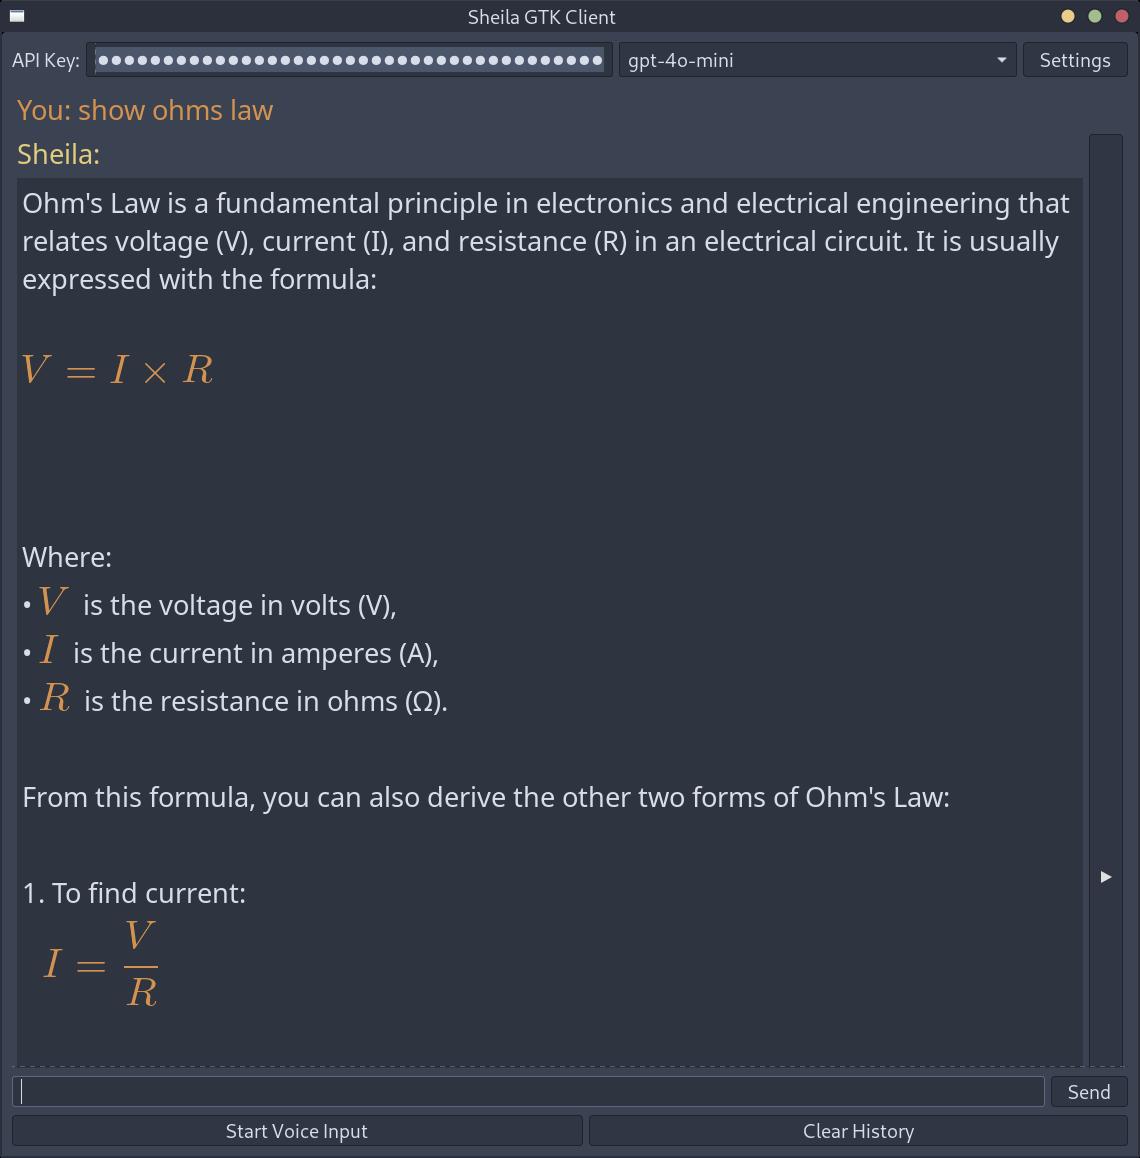 Sheila GTK Client
API Key: ●●●●●●●●●●●●●●●●●●●●●●●●●●●●●●●●●●●●●●● gpt-4o-mini Settings
You: show ohms law
Sheila:
Ohm's Law is a fundamental principle in electronics and electrical engineering that
relates voltage (V), current (I), and resistance (R) in an electrical circuit. It is usually
expressed with the formula:
V = I × R
Where:
• V is the voltage in volts (V),
• I is the current in amperes (A),
• R is the resistance in ohms (Ω).
From this formula, you can also derive the other two forms of Ohm's Law:
1. To find current:
I = V/R
Send
Start Voice Input Clear History